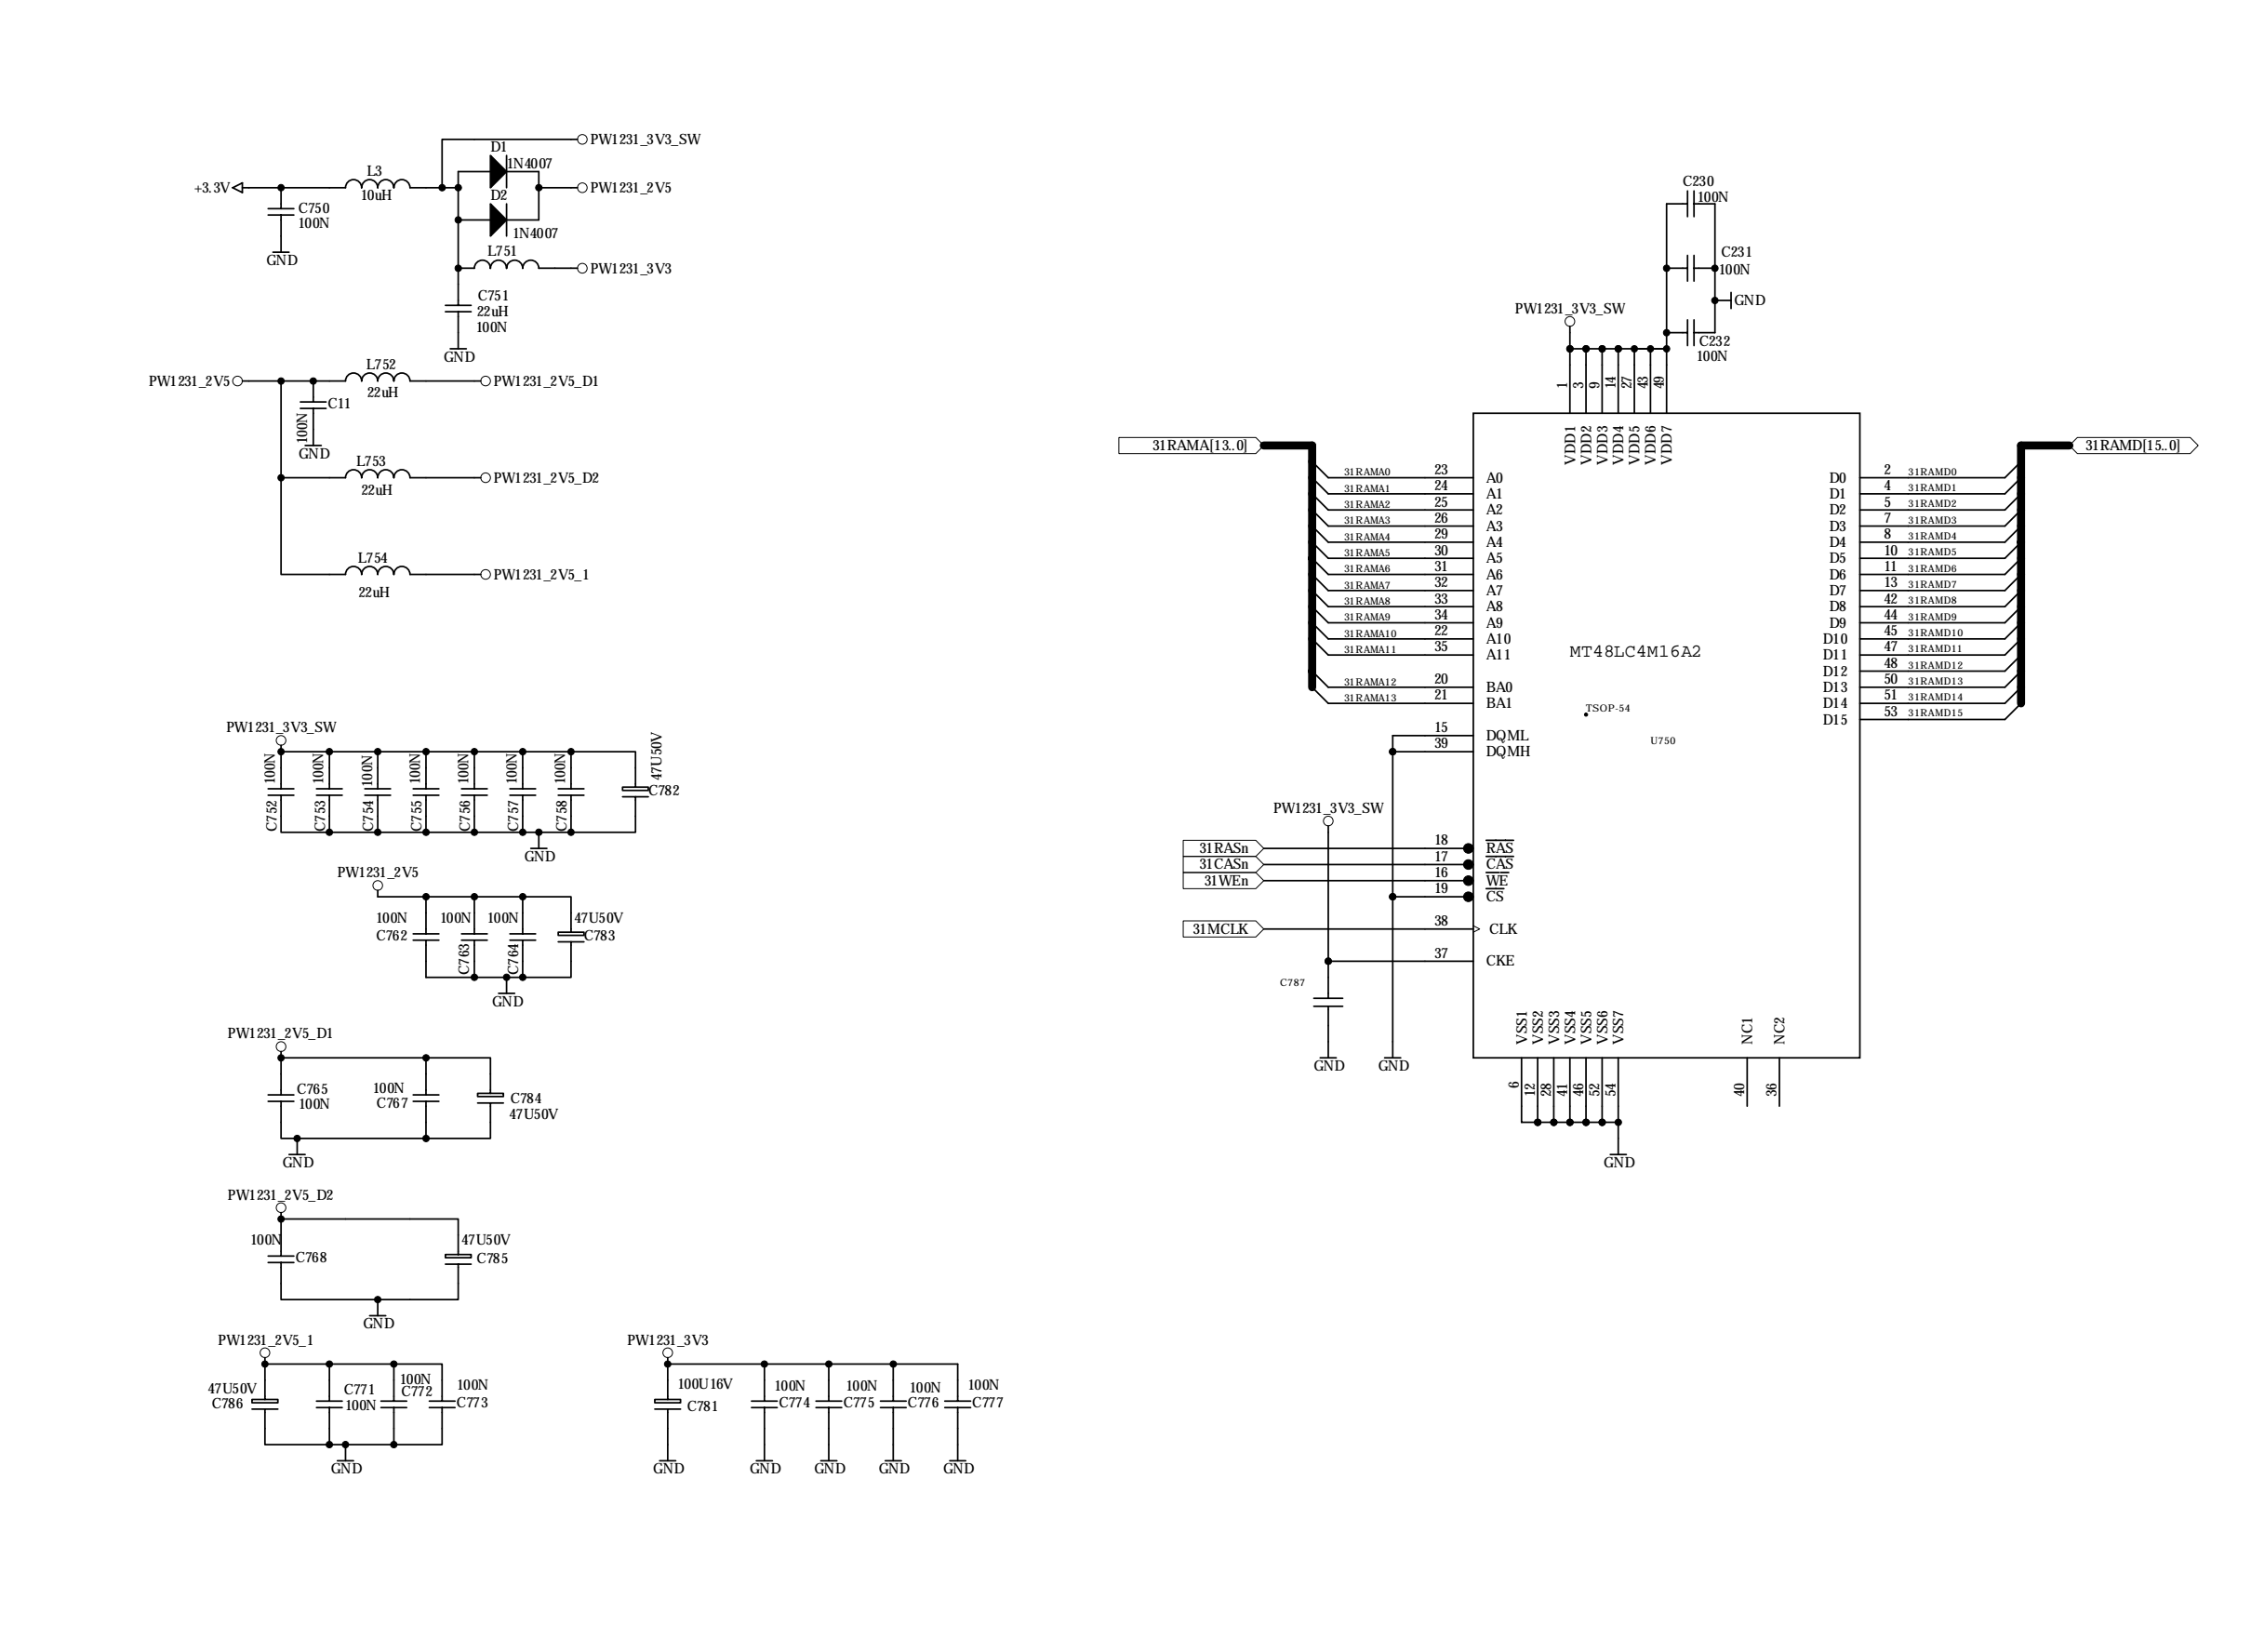 PW1231_3V3_SW
D1
1N4007
+3.3V
L3
10uH
PW1231_2V5
D2
1N4007
C750
100N
GND
L751
PW1231_3V3
C751
22uH
100N
GND
PW1231_2V5
L752
22uH
PW1231_2V5_D1
C11
100N
GND
L753
22uH
PW1231_2V5_D2
L754
22uH
PW1231_2V5_1
PW1231_3V3_SW
100N
100N
100N
100N
100N
100N
100N
47U50V
C752
C753
C754
C755
C756
C757
C758
C782
GND
PW1231_2V5
100N
100N
100N
47U50V
C762
C763
C764
C783
GND
PW1231_2V5_D1
C765
100N
100N
C767
C784
47U50V
GND
PW1231_2V5_D2
100N
C768
47U50V
C785
GND
PW1231_2V5_1
47U50V
C786
C771
100N
100N
C772
100N
C773
GND
PW1231_3V3
100U16V
C781
100N
C774
100N
C775
100N
C776
100N
C777
GND
GND
GND
GND
GND
C230
100N
C231
100N
GND
C232
100N
PW1231_3V3_SW
1
3
9
14
27
43
49
VDD1
VDD2
VDD3
VDD4
VDD5
VDD6
VDD7
31RAMA[13..0]
31RAMA0 23 A0
31RAMA1 24 A1
31RAMA2 25 A2
31RAMA3 26 A3
31RAMA4 29 A4
31RAMA5 30 A5
31RAMA6 31 A6
31RAMA7 32 A7
31RAMA8 33 A8
31RAMA9 34 A9
31RAMA10 22 A10
31RAMA11 35 A11
31RAMA12 20 BA0
31RAMA13 21 BA1
15 DQML
39 DQMH
PW1231_3V3_SW
31RASn 18 RAS
31CASn 17 CAS
31WEn 16 WE
19 CS
31MCLK 38 CLK
37 CKE
C787
GND
GND
MT48LC4M16A2
TSOP-54
U750
31RAMD[15..0]
D0 2 31RAMD0
D1 4 31RAMD1
D2 5 31RAMD2
D3 7 31RAMD3
D4 8 31RAMD4
D5 10 31RAMD5
D6 11 31RAMD6
D7 13 31RAMD7
D8 42 31RAMD8
D9 44 31RAMD9
D10 45 31RAMD10
D11 47 31RAMD11
D12 48 31RAMD12
D13 50 31RAMD13
D14 51 31RAMD14
D15 53 31RAMD15
VSS1
VSS2
VSS3
VSS4
VSS5
VSS6
VSS7
NC1
NC2
6
12
28
41
46
52
54
40
36
GND